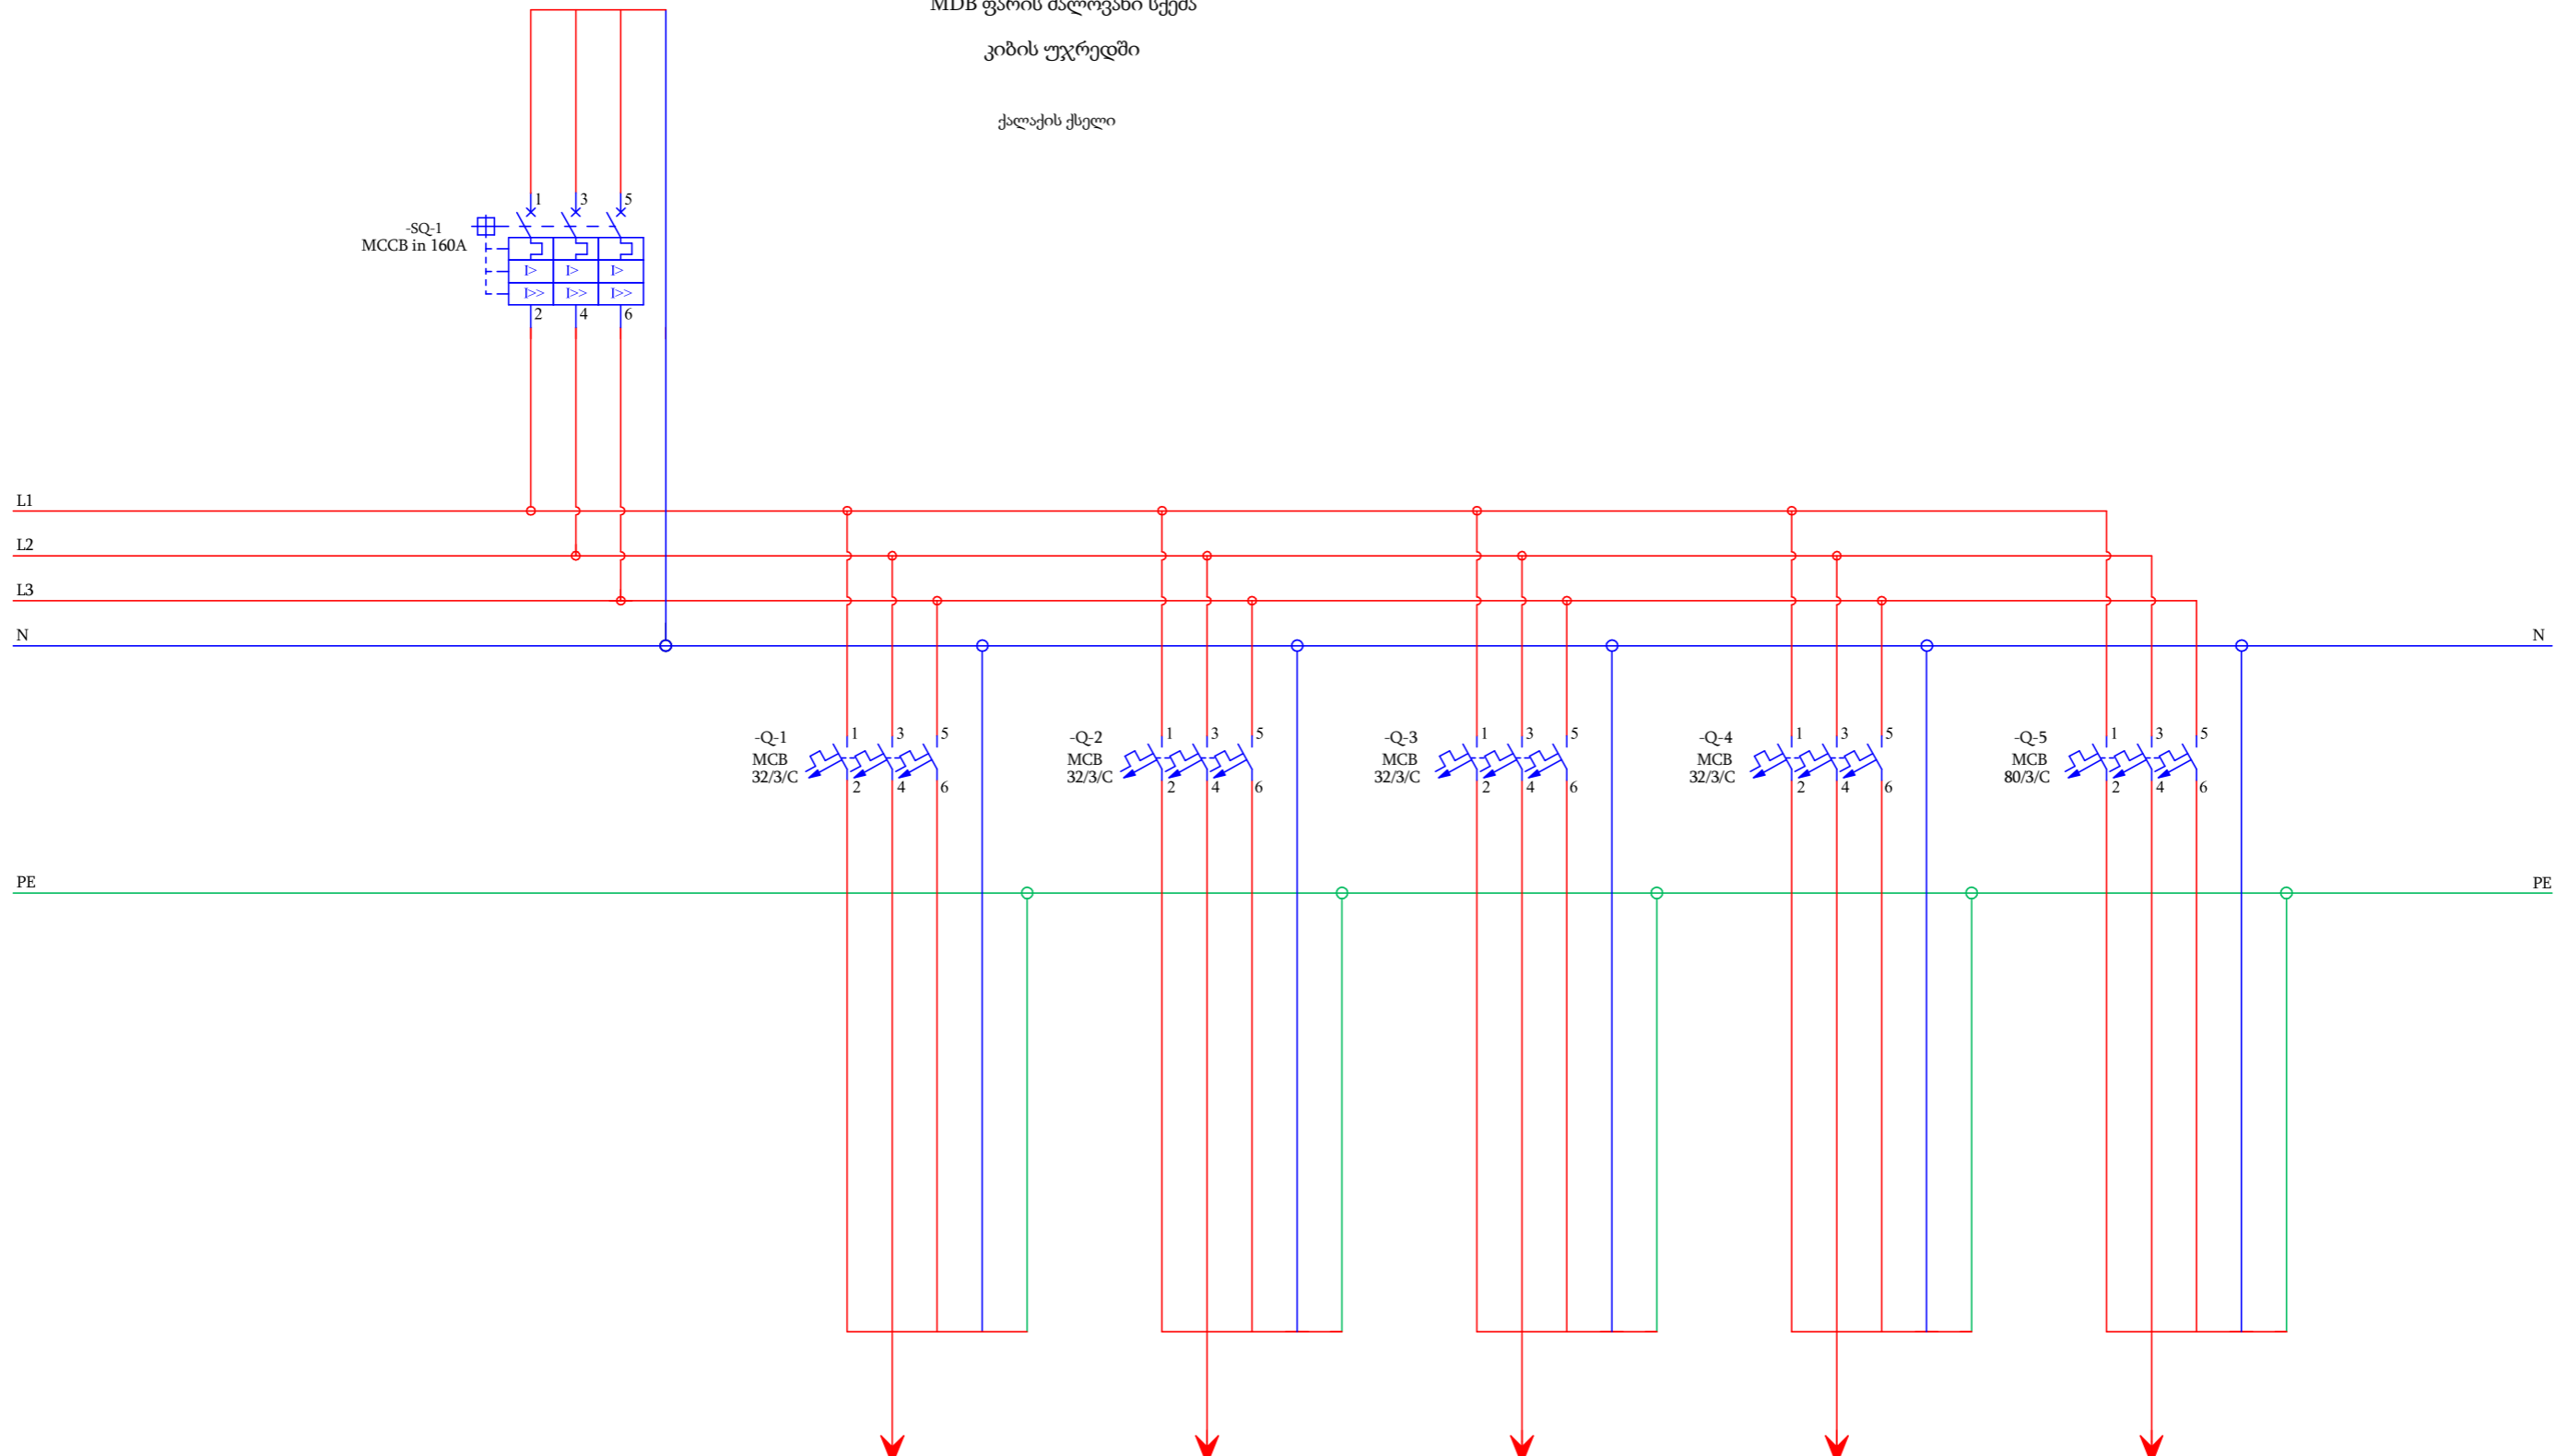 MDB ფარის ძალოვანი სქემა
კიბის უჯრედში
ქალაქის ქსელი
1 3 5
-SQ-1
MCCB in 160A
I> I> I>
I>> I>> I>>
2 4 6
L1
L2
L3
N N
-Q-1 1 3 5 -Q-2 1 3 5 -Q-3 1 3 5 -Q-4 1 3 5 -Q-5 1 3 5
MCB MCB MCB MCB MCB
32/3/C 32/3/C 32/3/C 32/3/C 80/3/C
2 4 6 2 4 6 2 4 6 2 4 6 2 4 6
PE PE